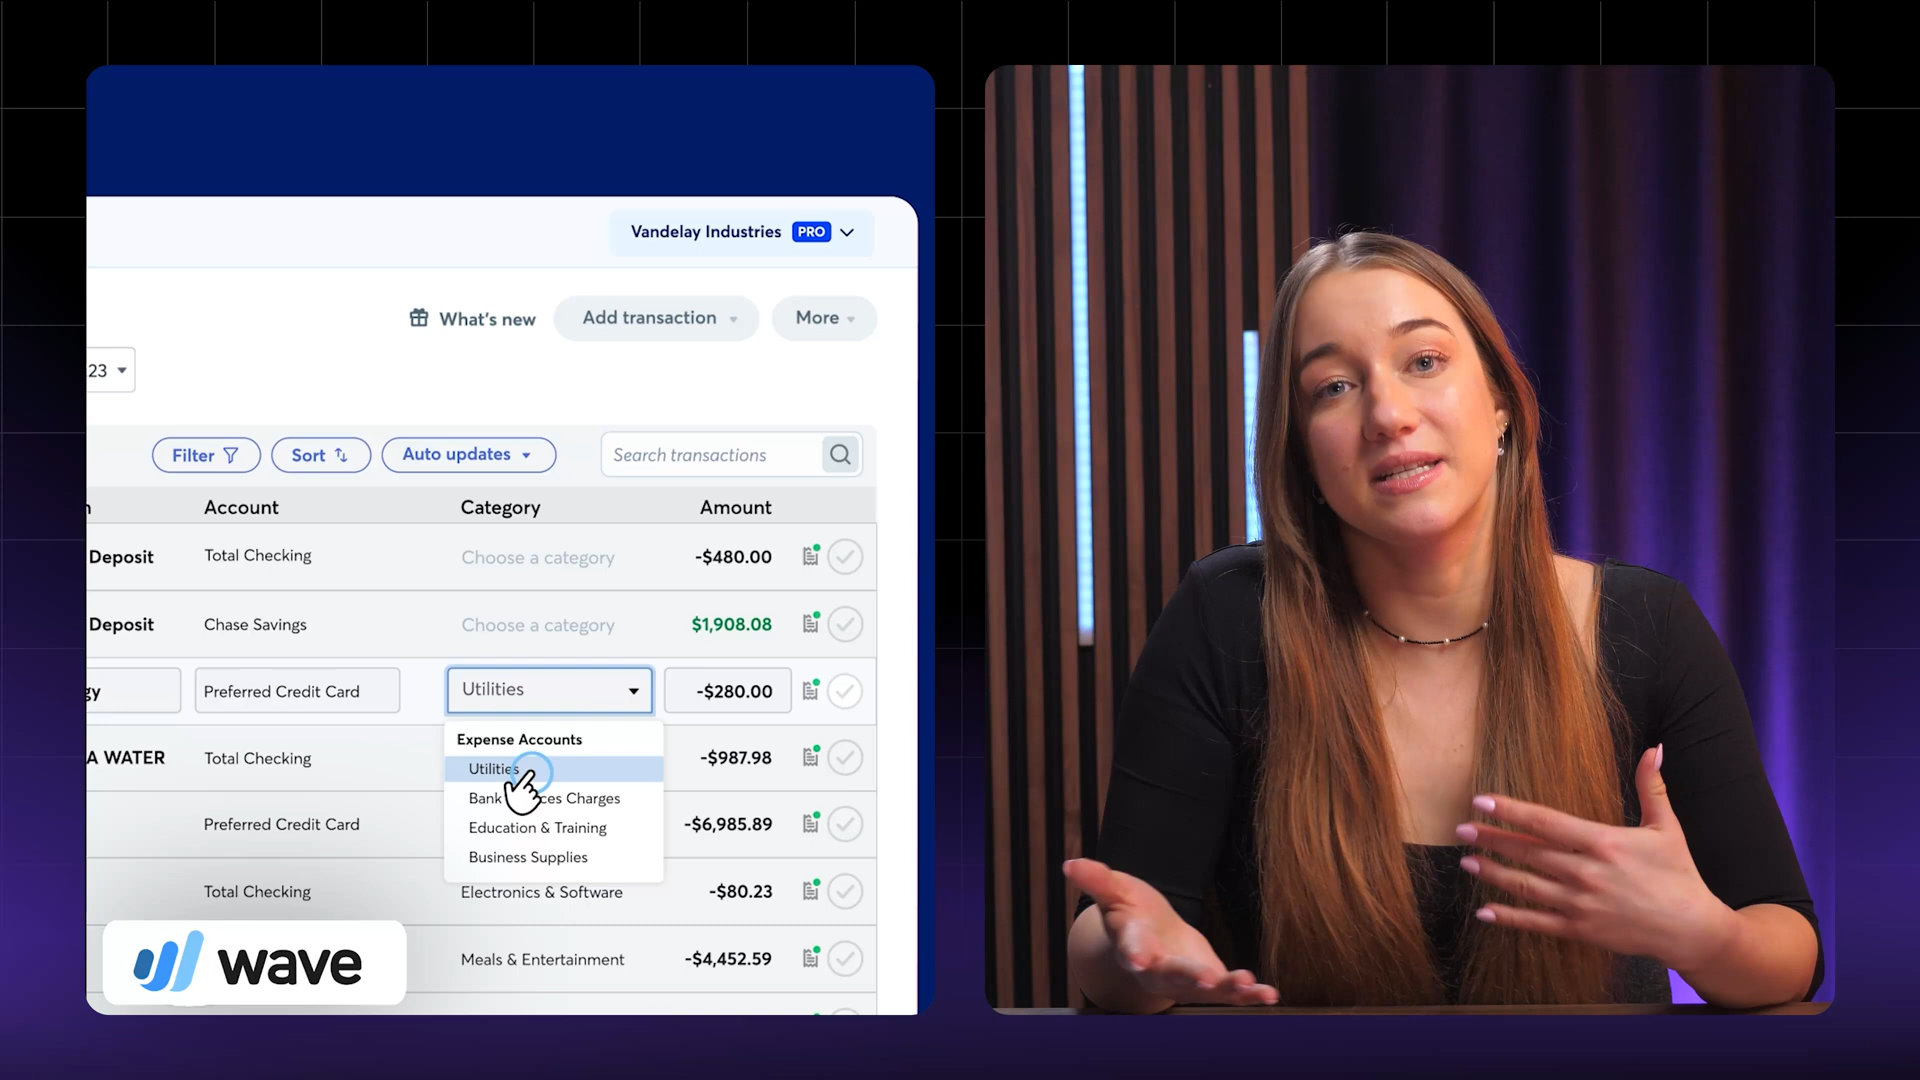 Vandelay Industries PRO
What's new Add transaction More
23
Filter Sort Auto updates Search transactions
Account Category Amount
Deposit Total Checking Choose a category -$480.00
Deposit Chase Savings Choose a category $1,908.08
gy Preferred Credit Card Utilities -$280.00
Expense Accounts
A WATER Total Checking -$987.98
Utilities
Bank ces Charges
Preferred Credit Card Education & Training -$6,985.89
Business Supplies
Total Checking Electronics & Software -$80.23
Meals & Entertainment -$4,452.59
wave